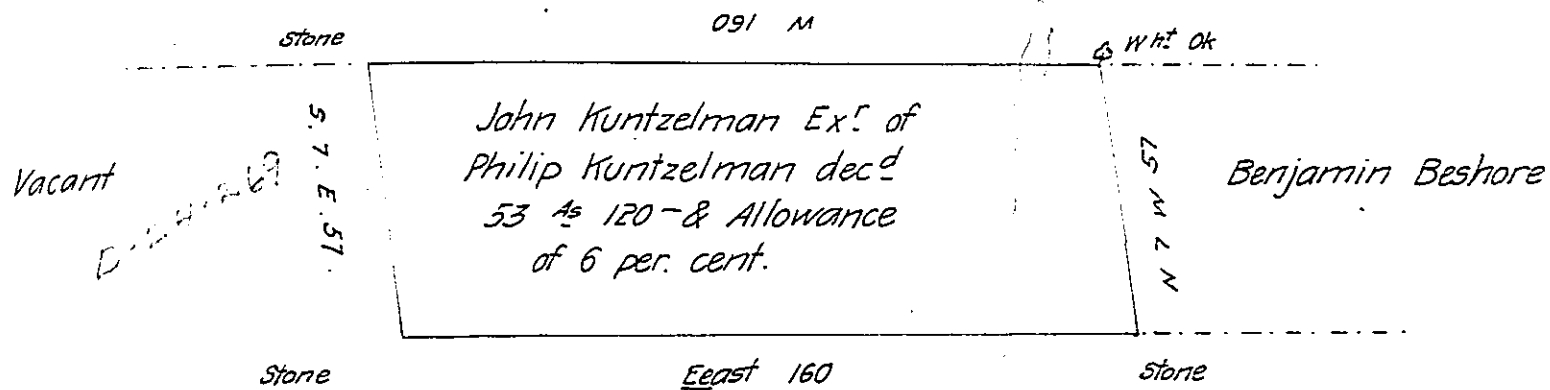 W 160
Stone
Wht Ok
John Kuntzelman Exr of
Philip Kuntzelman decd
53 As 120 - & Allowance
of 6 per. cent.
Vacant
S. 7. E. 57.
N 7 W 57
Benjamin Beshore
Stone
Eeast 160
Stone